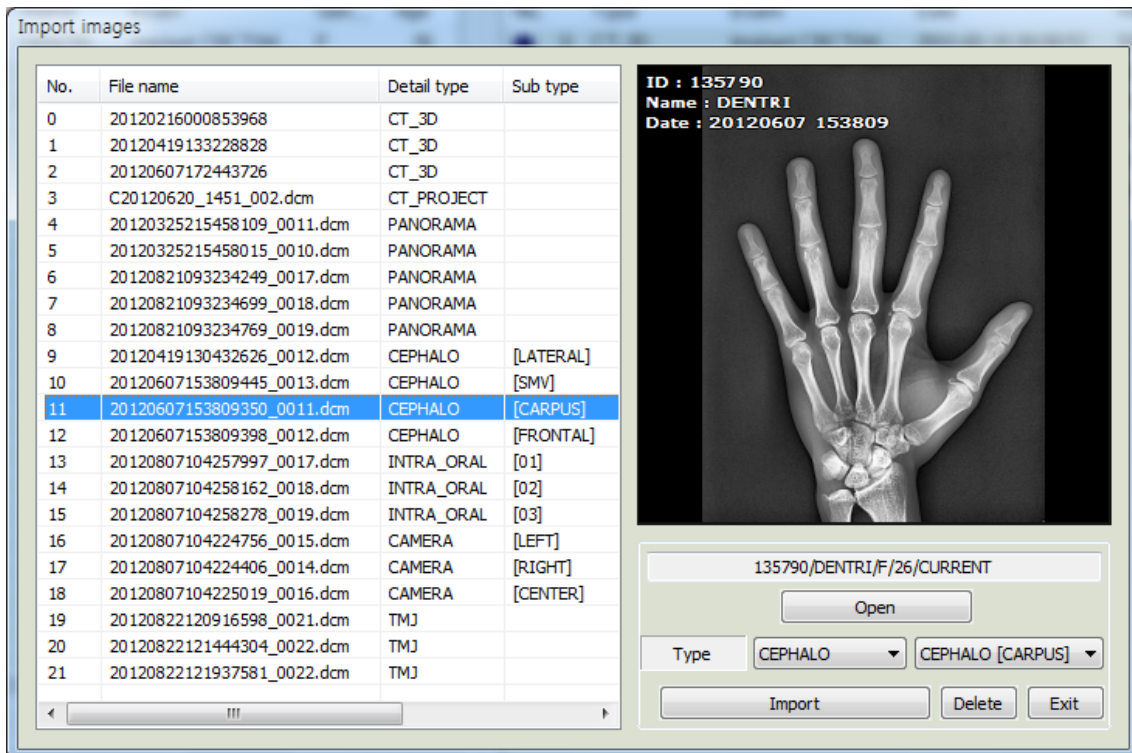 Import images
No. File name Detail type Sub type
0 20120216000853968 CT_3D
1 20120419133228828 CT_3D
2 20120607172443726 CT_3D
3 C20120620_1451_002.dcm CT_PROJECT
4 20120325215458109_0011.dcm PANORAMA
5 20120325215458015_0010.dcm PANORAMA
6 20120821093234249_0017.dcm PANORAMA
7 20120821093234699_0018.dcm PANORAMA
8 20120821093234769_0019.dcm PANORAMA
9 20120419130432626_0012.dcm CEPHALO [LATERAL]
10 20120607153809445_0013.dcm CEPHALO [SMV]
11 20120607153809350_0011.dcm CEPHALO [CARPUS]
12 20120607153809398_0012.dcm CEPHALO [FRONTAL]
13 20120807104257997_0017.dcm INTRA_ORAL [01]
14 20120807104258162_0018.dcm INTRA_ORAL [02]
15 20120807104258278_0019.dcm INTRA_ORAL [03]
16 20120807104224756_0015.dcm CAMERA [LEFT]
17 20120807104224406_0014.dcm CAMERA [RIGHT]
18 20120807104225019_0016.dcm CAMERA [CENTER]
19 20120822120916598_0021.dcm TMJ
20 20120822121444304_0022.dcm TMJ
21 20120822121937581_0022.dcm TMJ
ID : 135790
Name : DENTRI
Date : 20120607 153809
135790/DENTRI/F/26/CURRENT
Open
Type CEPHALO CEPHALO [CARPUS]
Import Delete Exit